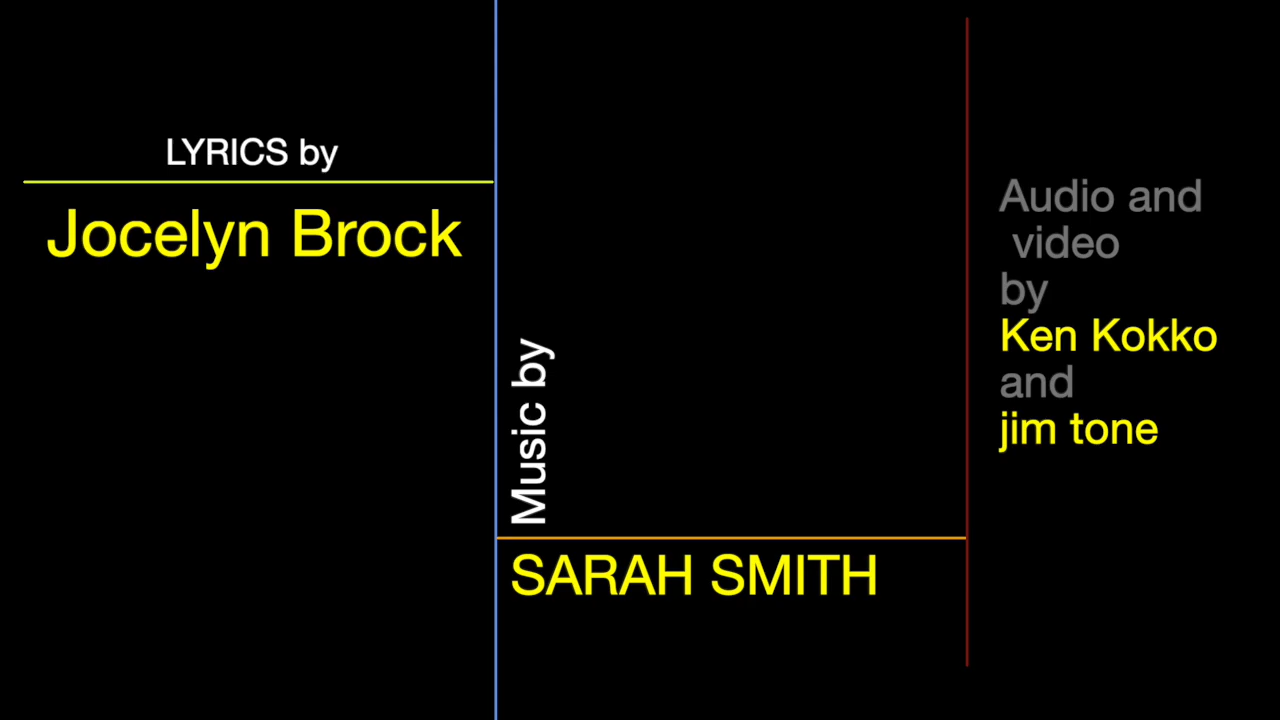 LYRICS by
Jocelyn Brock
Music by
SARAH SMITH
Audio and
video
by
Ken Kokko
and
jim tone